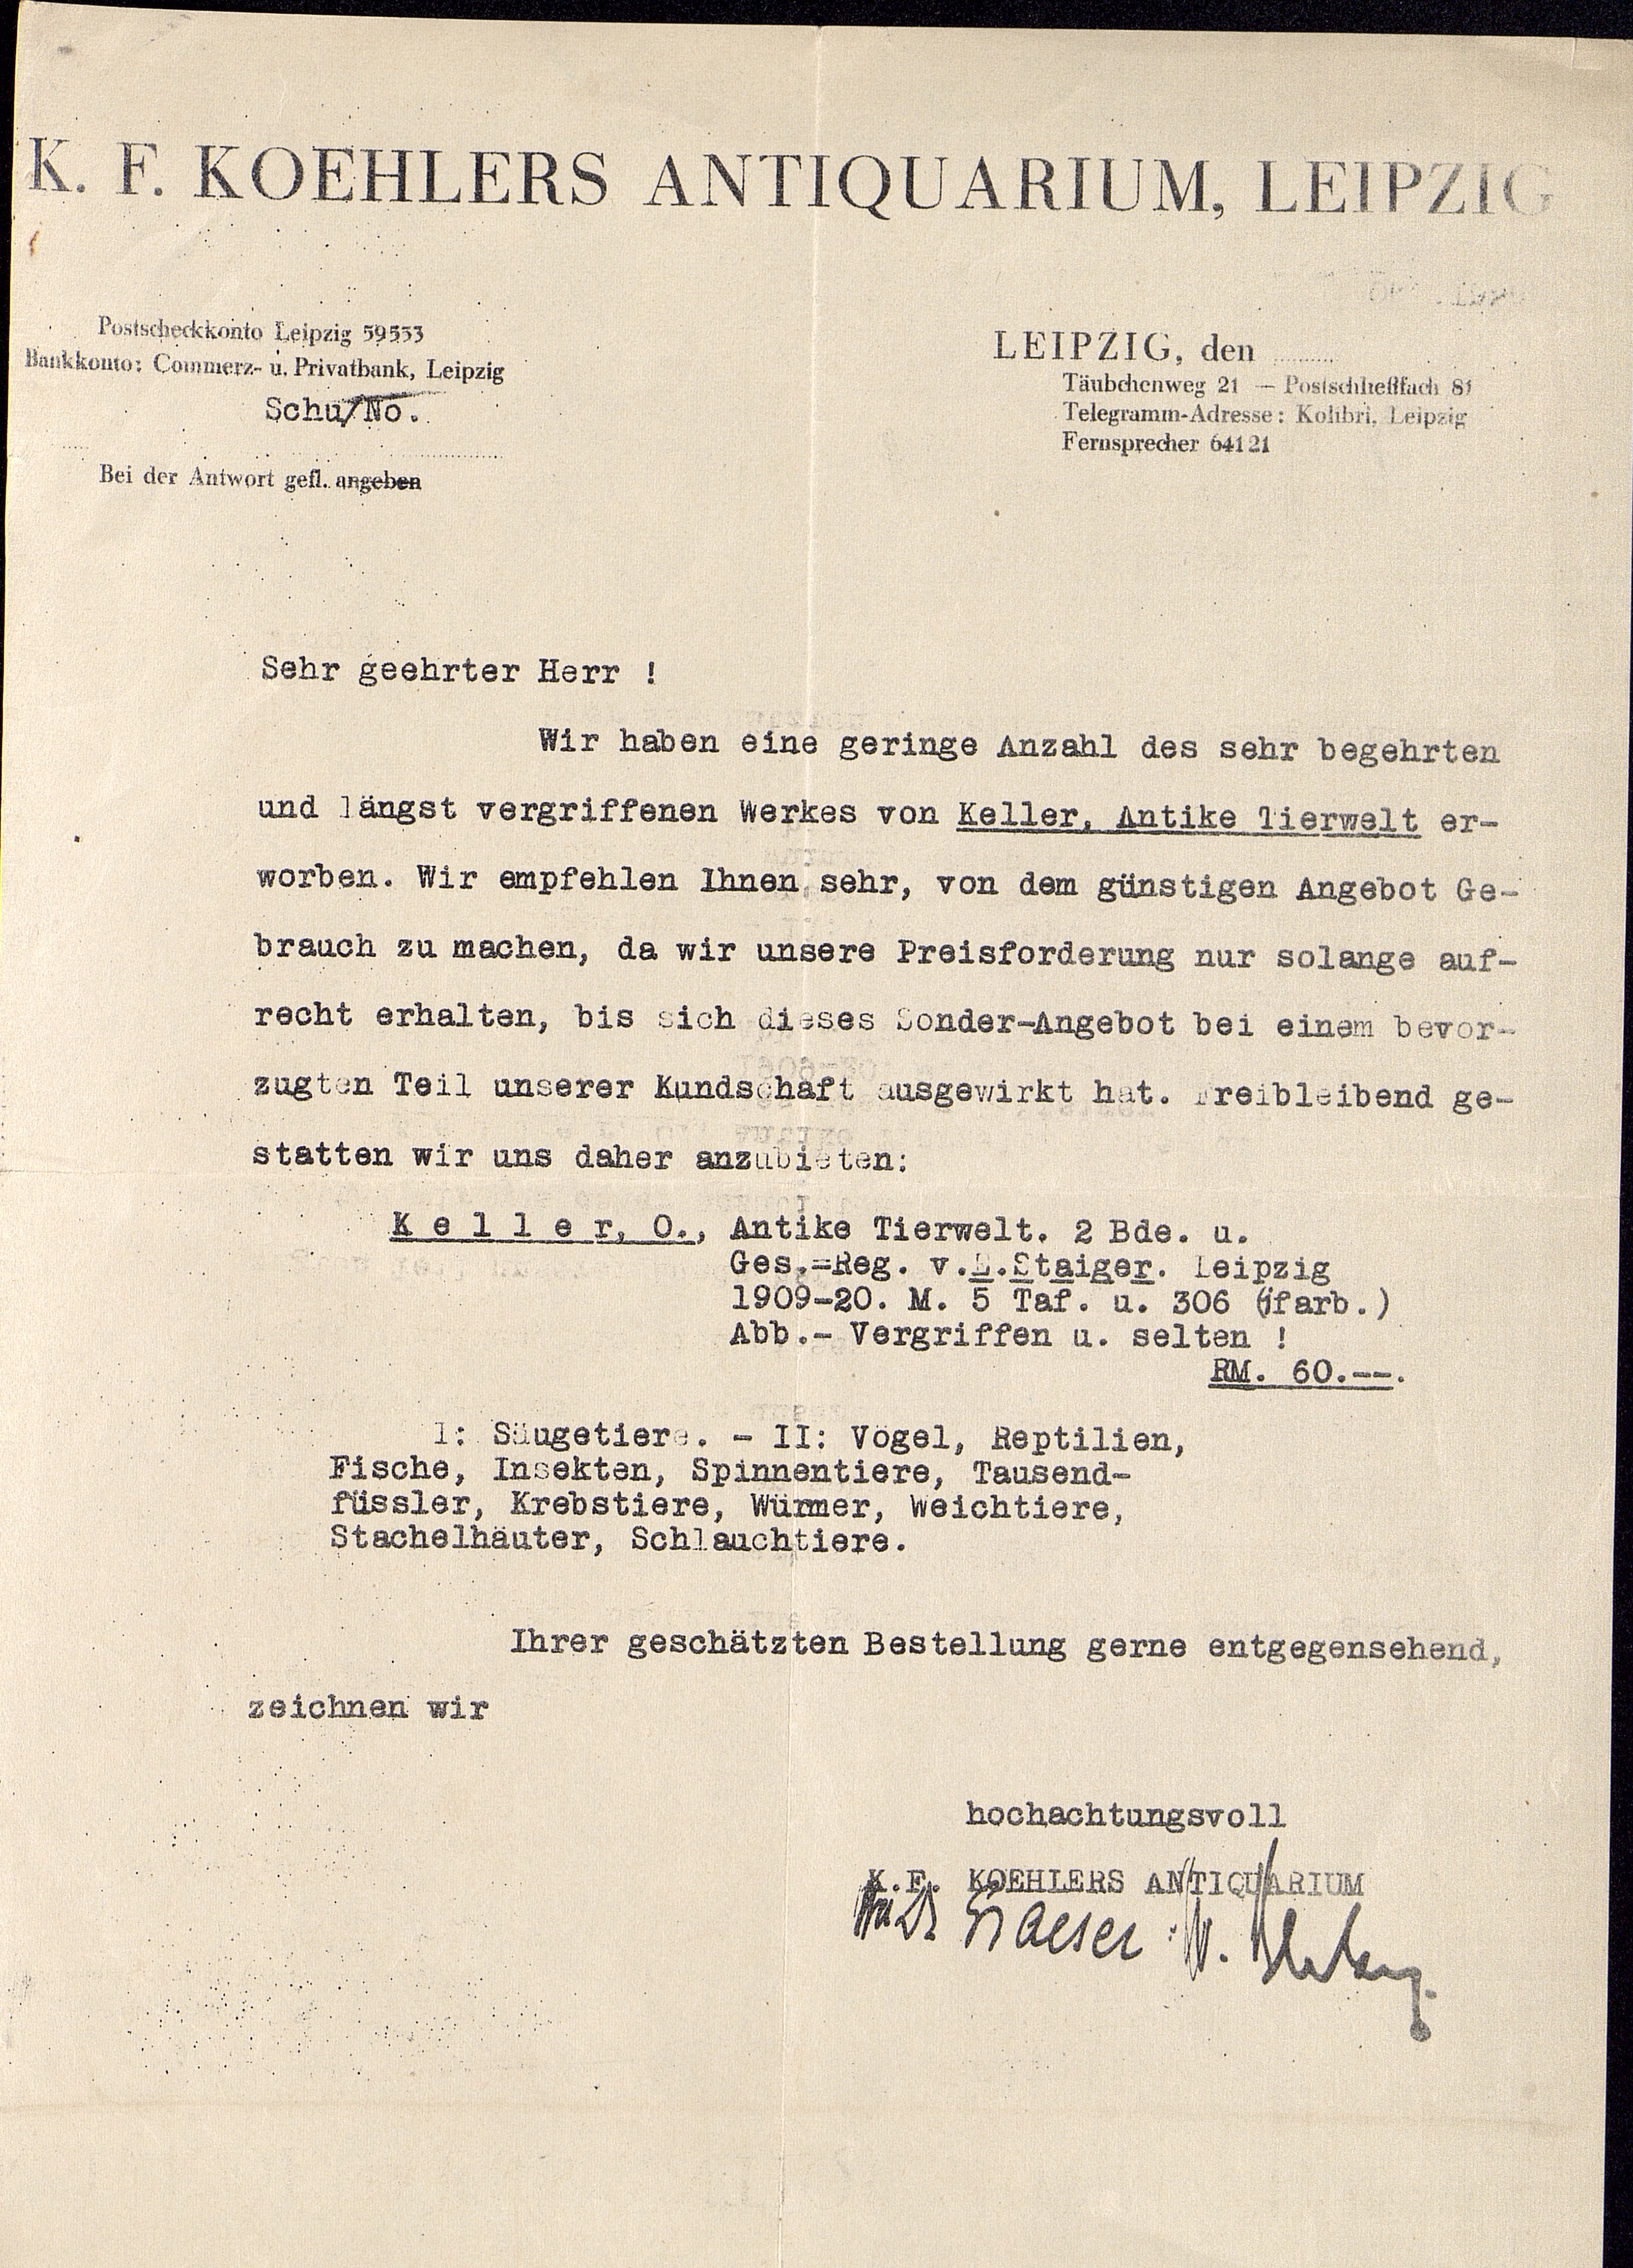 K. F. KOEHLERS ANTIQUARIUM, LEIPZIG
Postscheckkonto Leipzig 59533
Bankkonto: Commerz- u. Privatbank, Leipzig
Schu/No.
Bei der Antwort gefl. angeben
LEIPZIG, den
Täubchenweg 21 — Postschließfach 81
Telegramm-Adresse: Kolibri, Leipzig
Fernsprecher 64121
Sehr geehrter Herr !
Wir haben eine geringe Anzahl des sehr begehrten
und längst vergriffenen Werkes von Keller, Antike Tierwelt er-
worben. Wir empfehlen Ihnen sehr, von dem günstigen Angebot Ge-
brauch zu machen, da wir unsere Preisforderung nur solange auf-
recht erhalten, bis sich dieses Sonder-Angebot bei einem bevor-
zugten Teil unserer Kundschaft ausgewirkt hat. Freibleibend ge-
statten wir uns daher anzubieten:
K e l l e r, O., Antike Tierwelt. 2 Bde. u.
Ges.=Reg. v. E.Staiger. Leipzig
1909-20. M. 5 Taf. u. 306 (farb.)
Abb.- Vergriffen u. selten !
RM. 60.--.
I: Säugetiere. - II: Vögel, Reptilien,
Fische, Insekten, Spinnentiere, Tausend-
füssler, Krebstiere, Würmer, Weichtiere,
Stachelhäuter, Schlauchtiere.
Ihrer geschätzten Bestellung gerne entgegensehend,
zeichnen wir
hochachtungsvoll
K.F. KOEHLERS ANTIQUARIUM